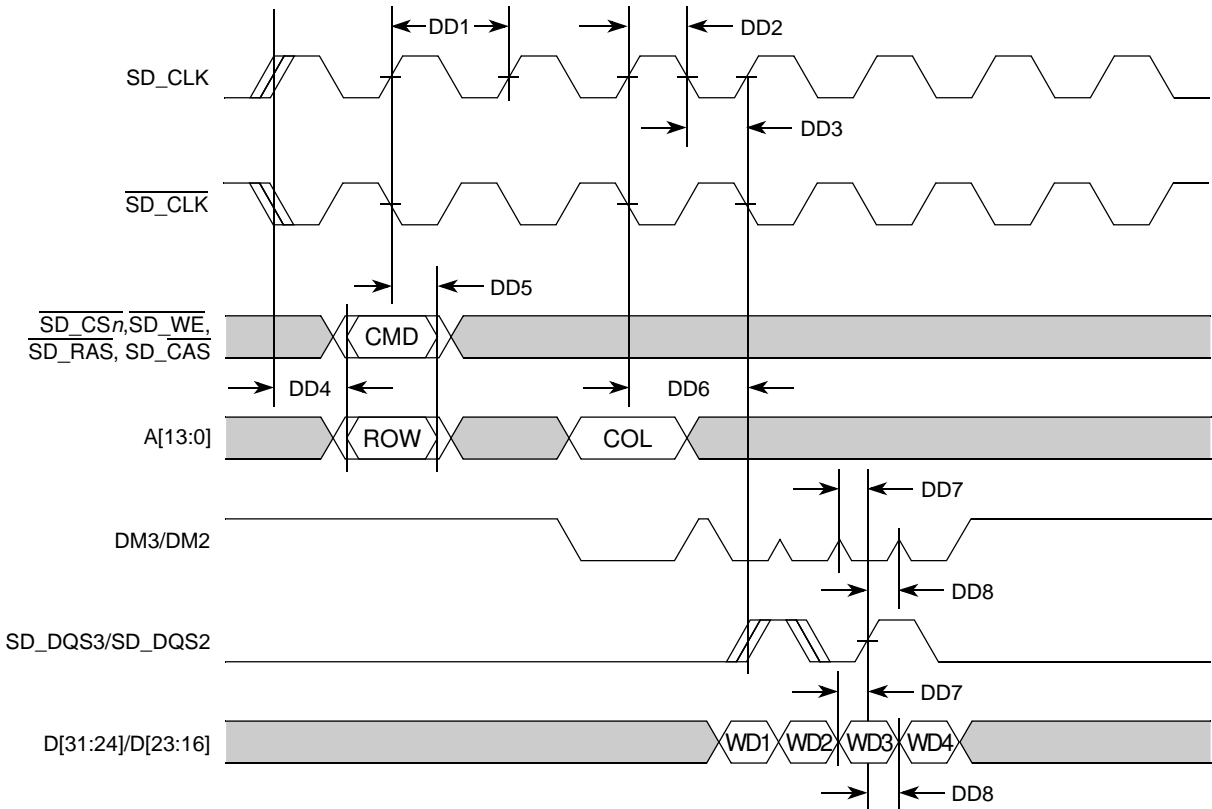 DD1
DD2
SD_CLK
DD3
SD_CLK
DD5
SD_CSn,SD_WE,
SD_RAS, SD_CAS
CMD
DD4
DD6
A[13:0]
ROW
COL
DD7
DM3/DM2
DD8
SD_DQS3/SD_DQS2
DD7
D[31:24]/D[23:16]
WD1
WD2
WD3
WD4
DD8